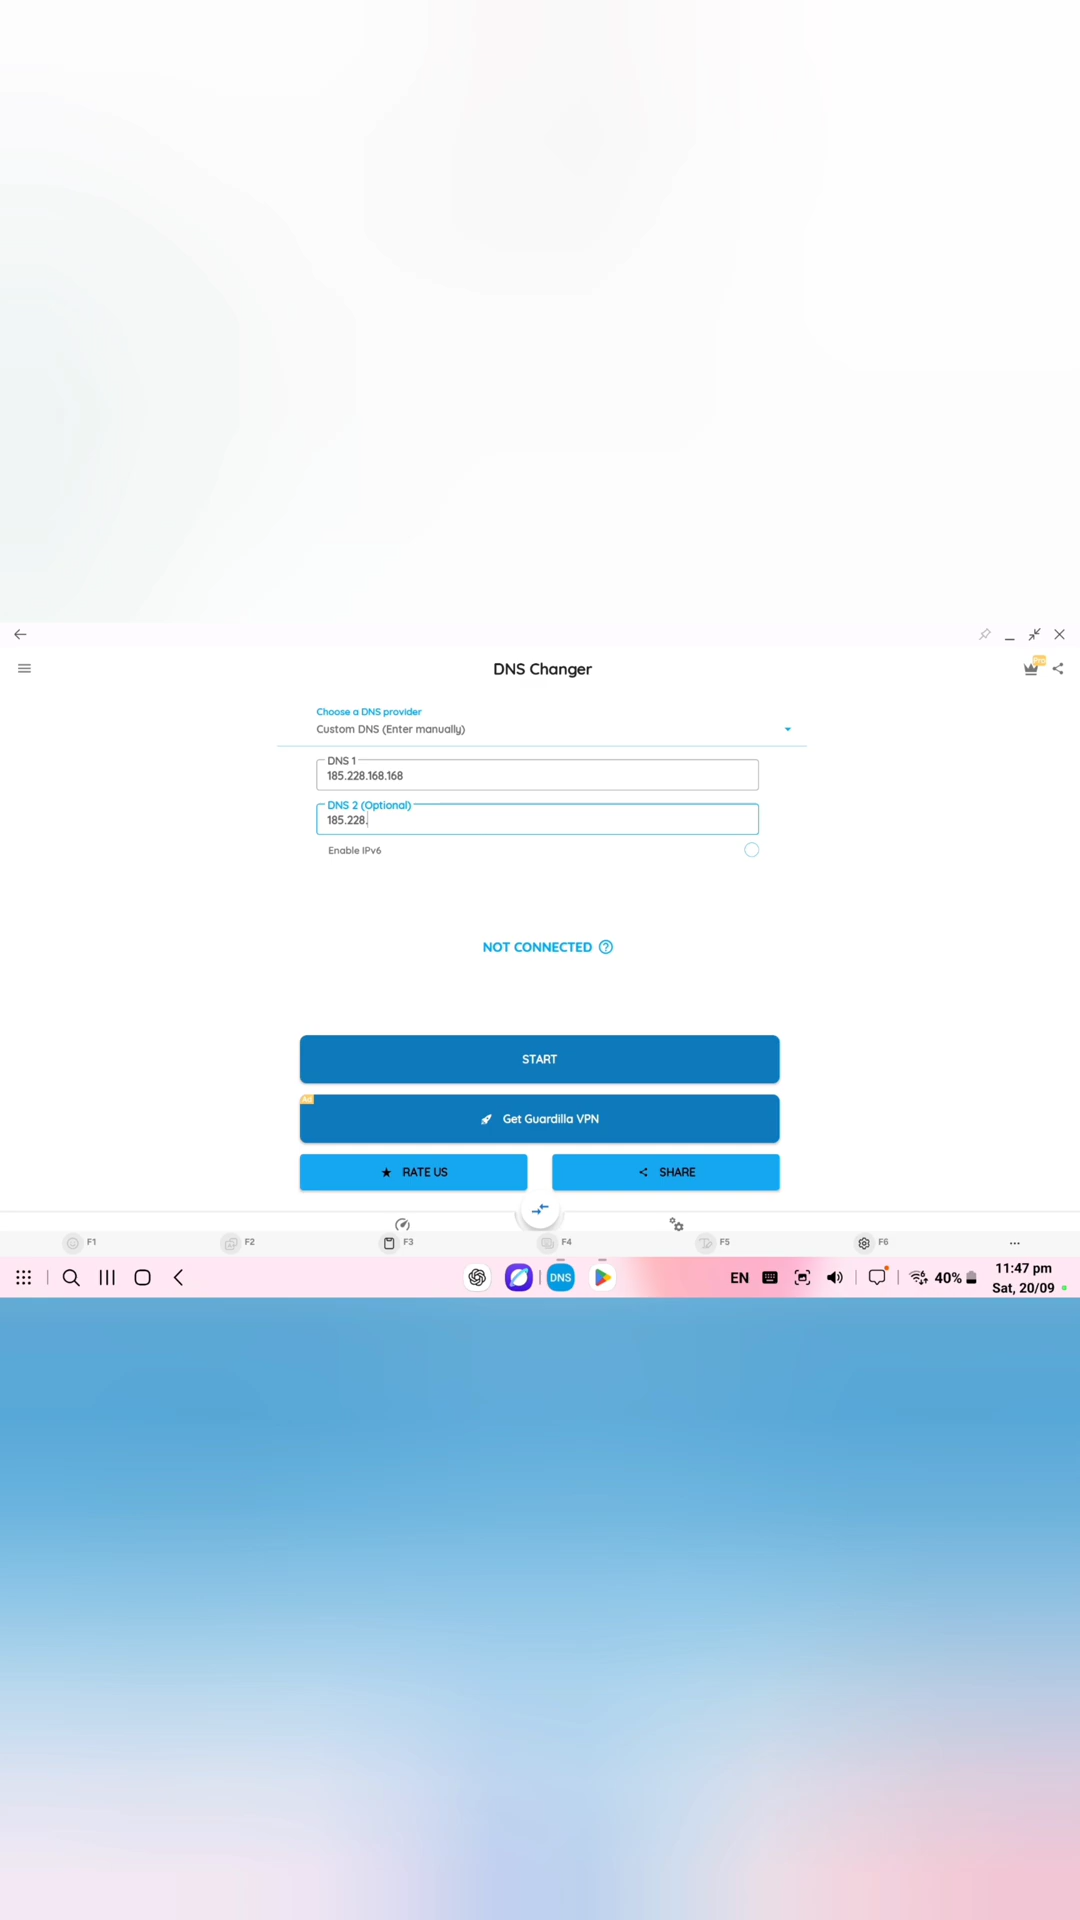 DNS Changer
Pro
Choose a DNS provider
Custom DNS (Enter manually)
DNS 1
185.228.168.168
DNS 2 (Optional)
185.228.
Enable IPv6
NOT CONNECTED
START
Ad
Get Guardilla VPN
RATE US
SHARE
F1
F2
F3
F4
F5
F6
DNS
EN
40%
11:47 pm
Sat, 20/09